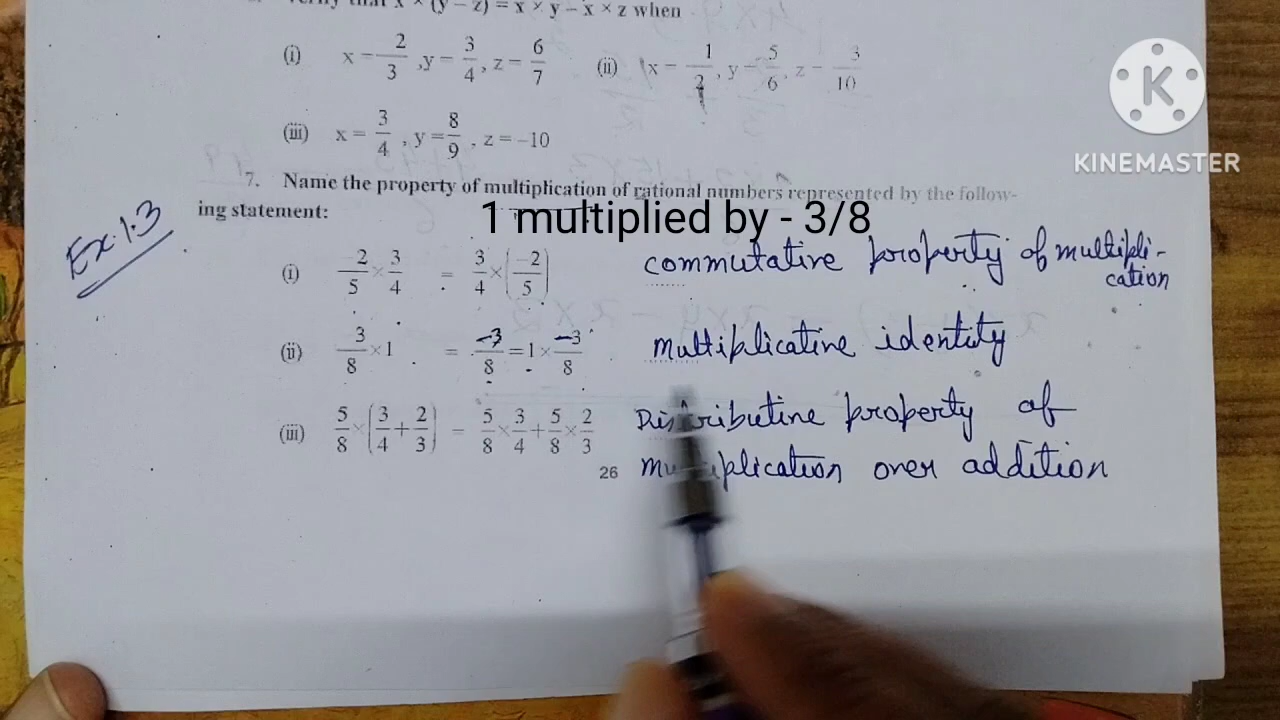 verify that x × (y – z) = x × y – x × z when
(i) x = 2/3 , y = 3/4, z = 6/7 (ii) x = 1/2 , y = 5/6, z = 3/10
(iii) x = 3/4 , y = 8/9 , z = –10
KINEMASTER
7. Name the property of multiplication of rational numbers represented by the follow-
ing statement:
1 multiplied by - 3/8
Ex 1.3
(i) –2/5 × 3/4 = 3/4 × (–2/5) commutative property of multipli-
cation
(ii) 3/8 × 1 = –3/8 = 1 × –3/8 multiplicative identity
(iii) 5/8 × (3/4 + 2/3) = 5/8 × 3/4 + 5/8 × 2/3 Distributine property of
26 multiplication over addition